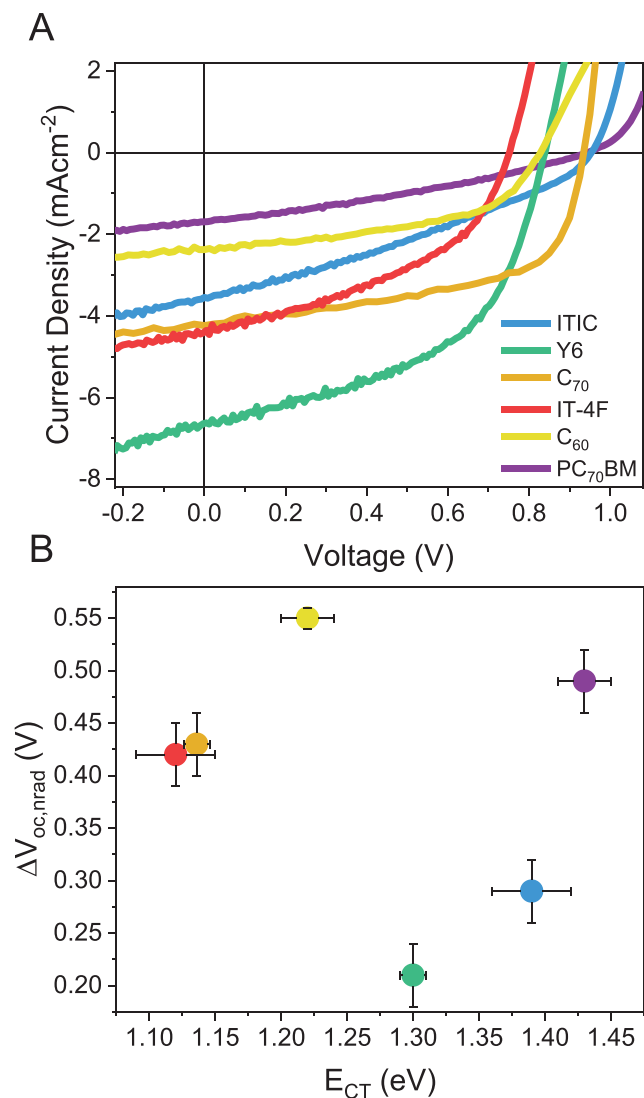 A
2
0
-2
-4
-6
-8
Current Density (mAcm⁻²)
ITIC
Y6
C₇₀
IT-4F
C₆₀
PC₇₀BM
-0.2 0.0 0.2 0.4 0.6 0.8 1.0
Voltage (V)
B
0.55
0.50
0.45
0.40
0.35
0.30
0.25
0.20
ΔV_oc,nrad (V)
1.10 1.15 1.20 1.25 1.30 1.35 1.40 1.45
E_CT (eV)